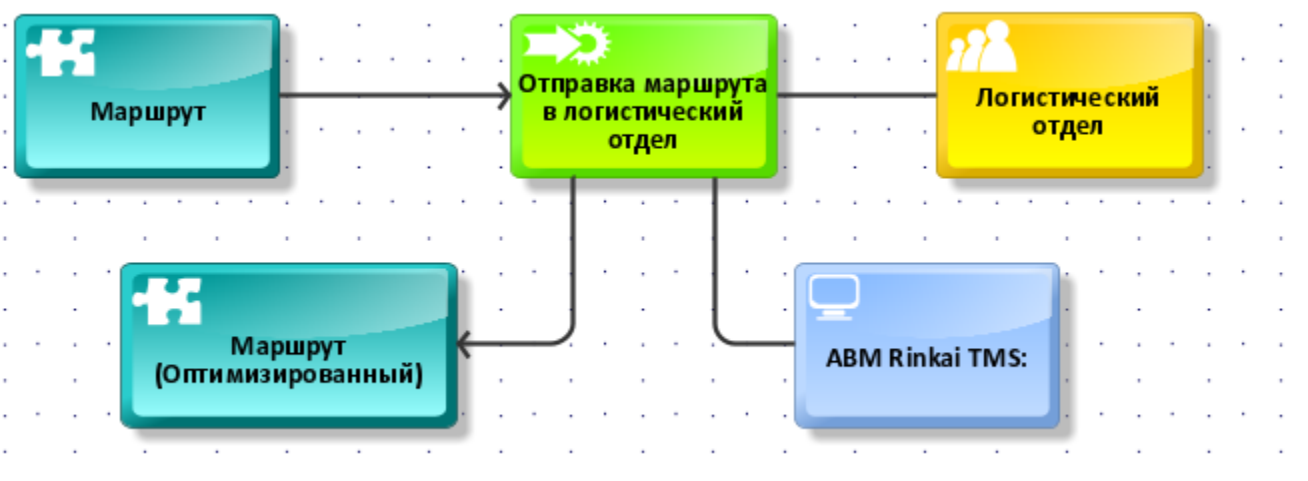 Маршрут
Отправка маршрута
в логистический
отдел
Логистический
отдел
Маршрут
(Оптимизированный)
ABM Rinkai TMS: